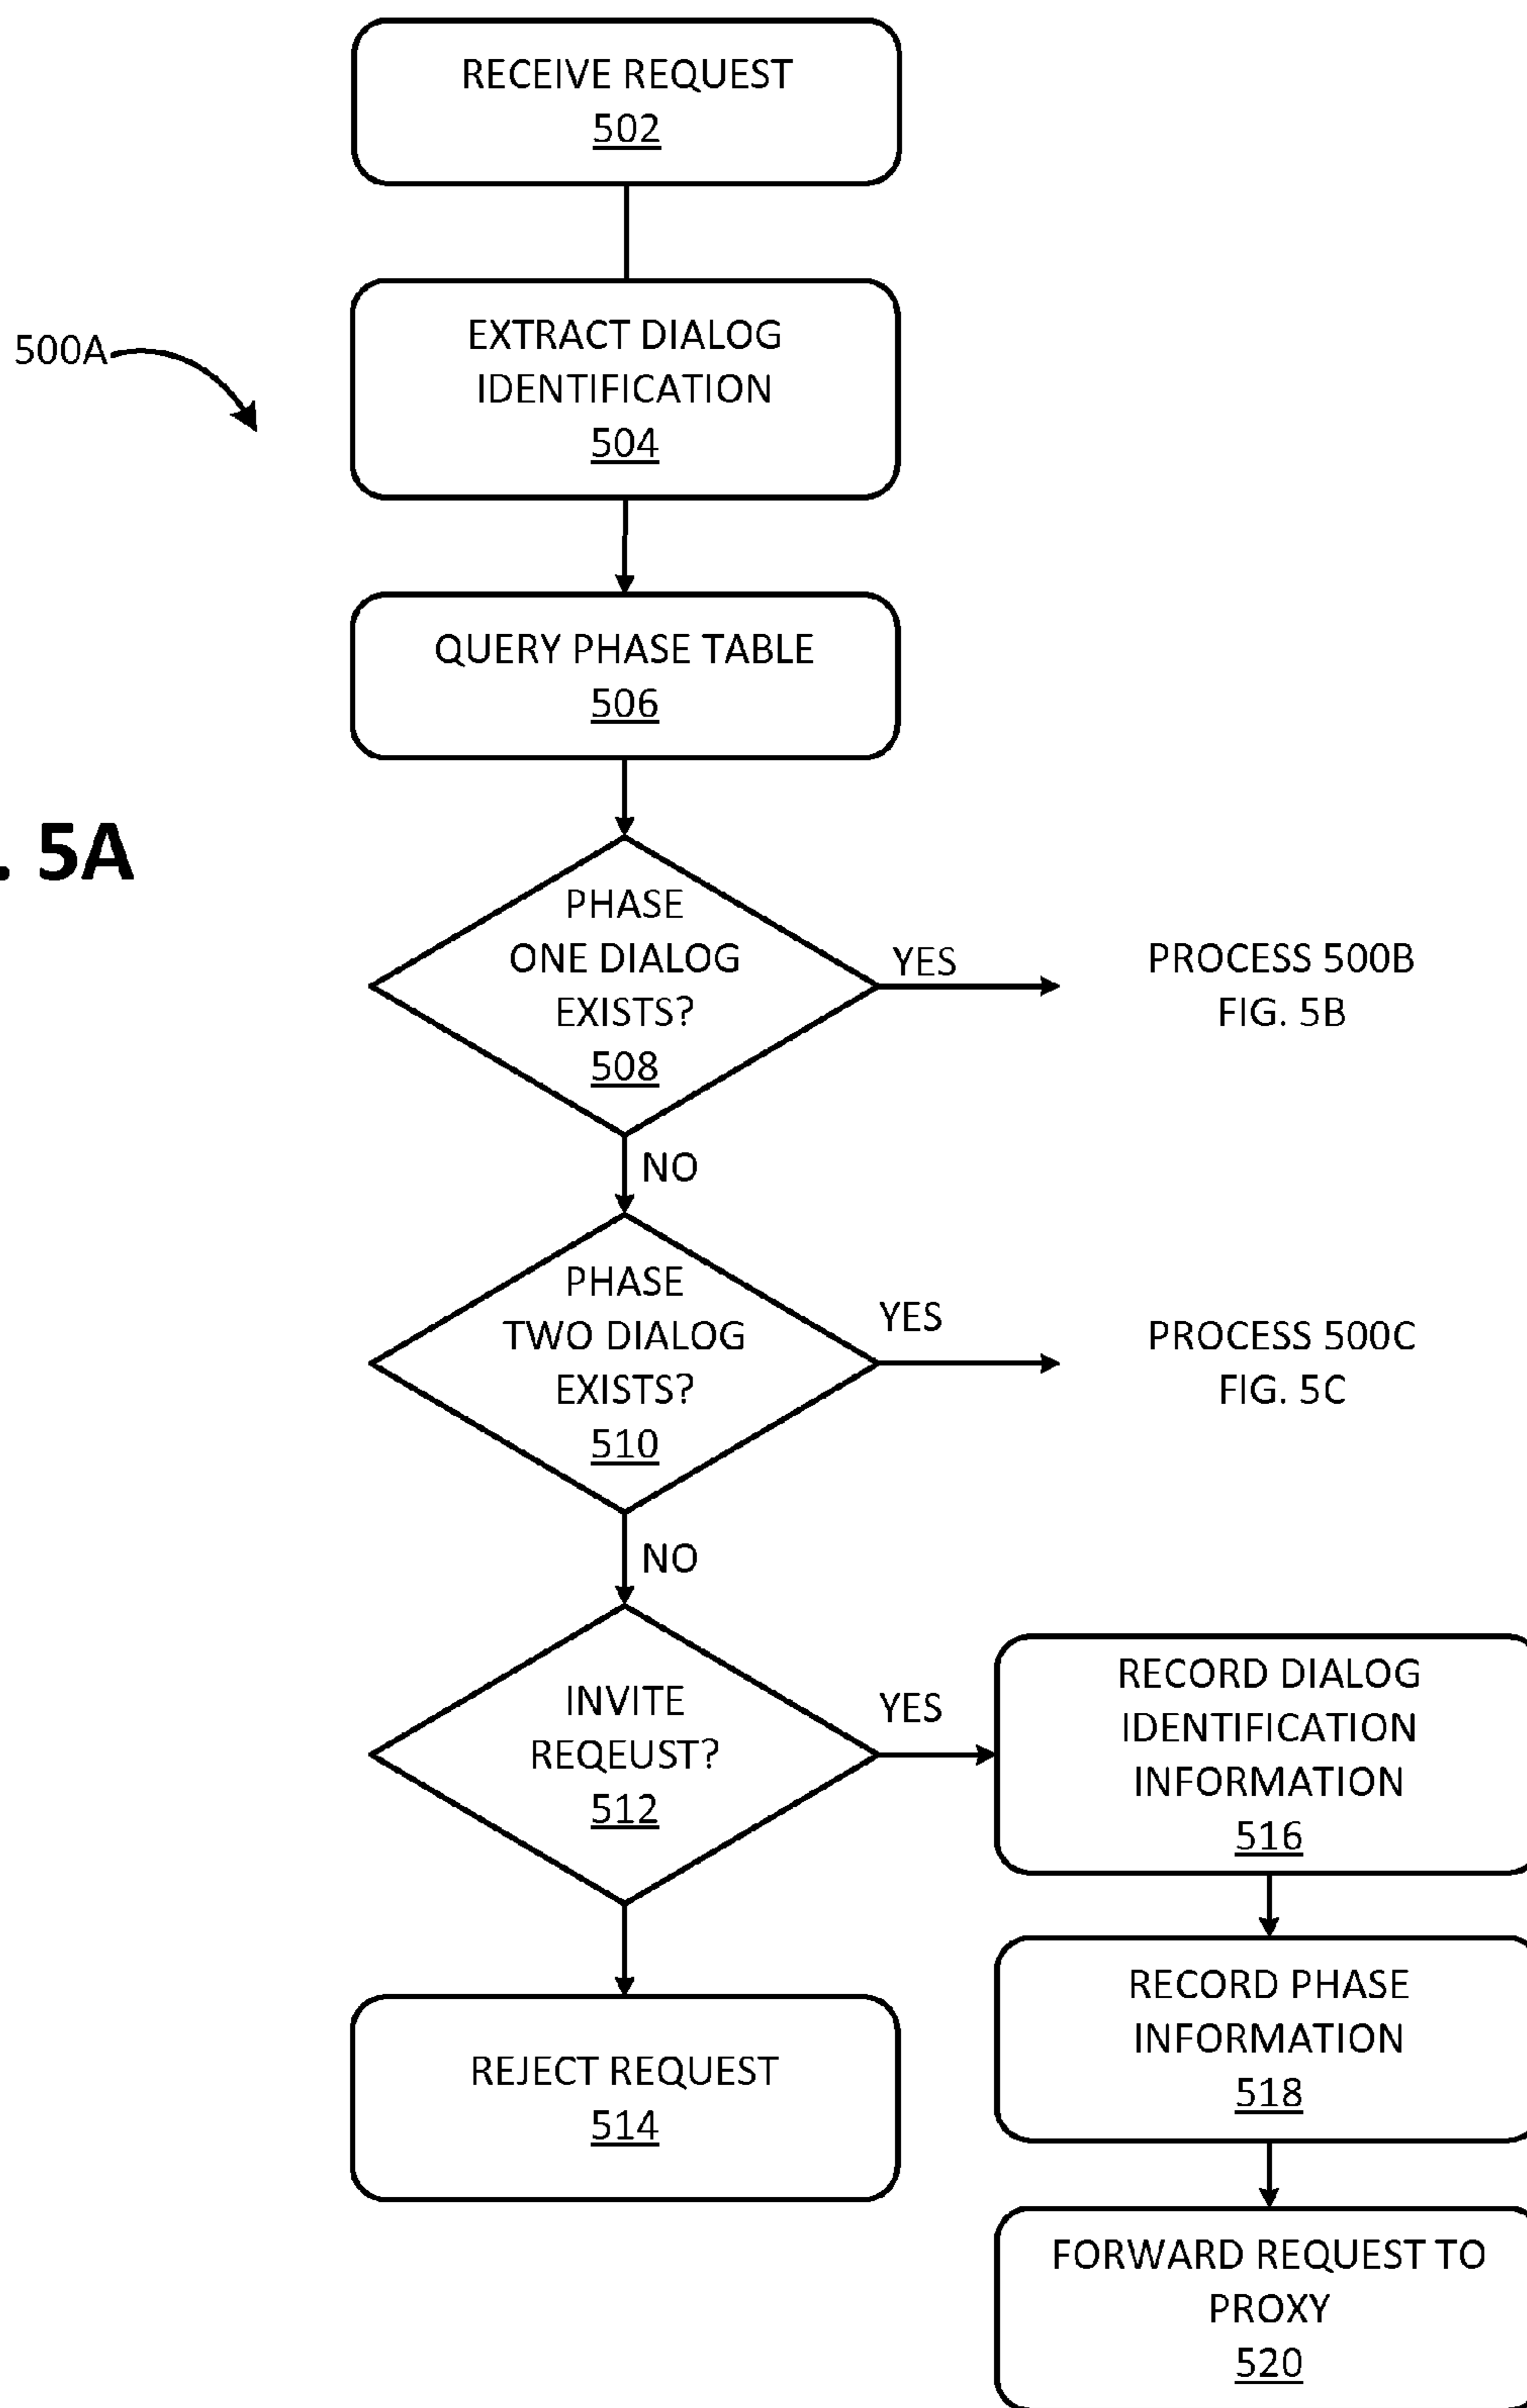 RECEIVE REQUEST
502
500A
EXTRACT DIALOG
IDENTIFICATION
504
QUERY PHASE TABLE
506
. 5A
PHASE
ONE DIALOG
EXISTS?
508
YES
PROCESS 500B
FIG. 5B
NO
PHASE
TWO DIALOG
EXISTS?
510
YES
PROCESS 500C
FIG. 5C
NO
INVITE
REQEUST?
512
YES
RECORD DIALOG
IDENTIFICATION
INFORMATION
516
RECORD PHASE
INFORMATION
518
REJECT REQUEST
514
FORWARD REQUEST TO
PROXY
520